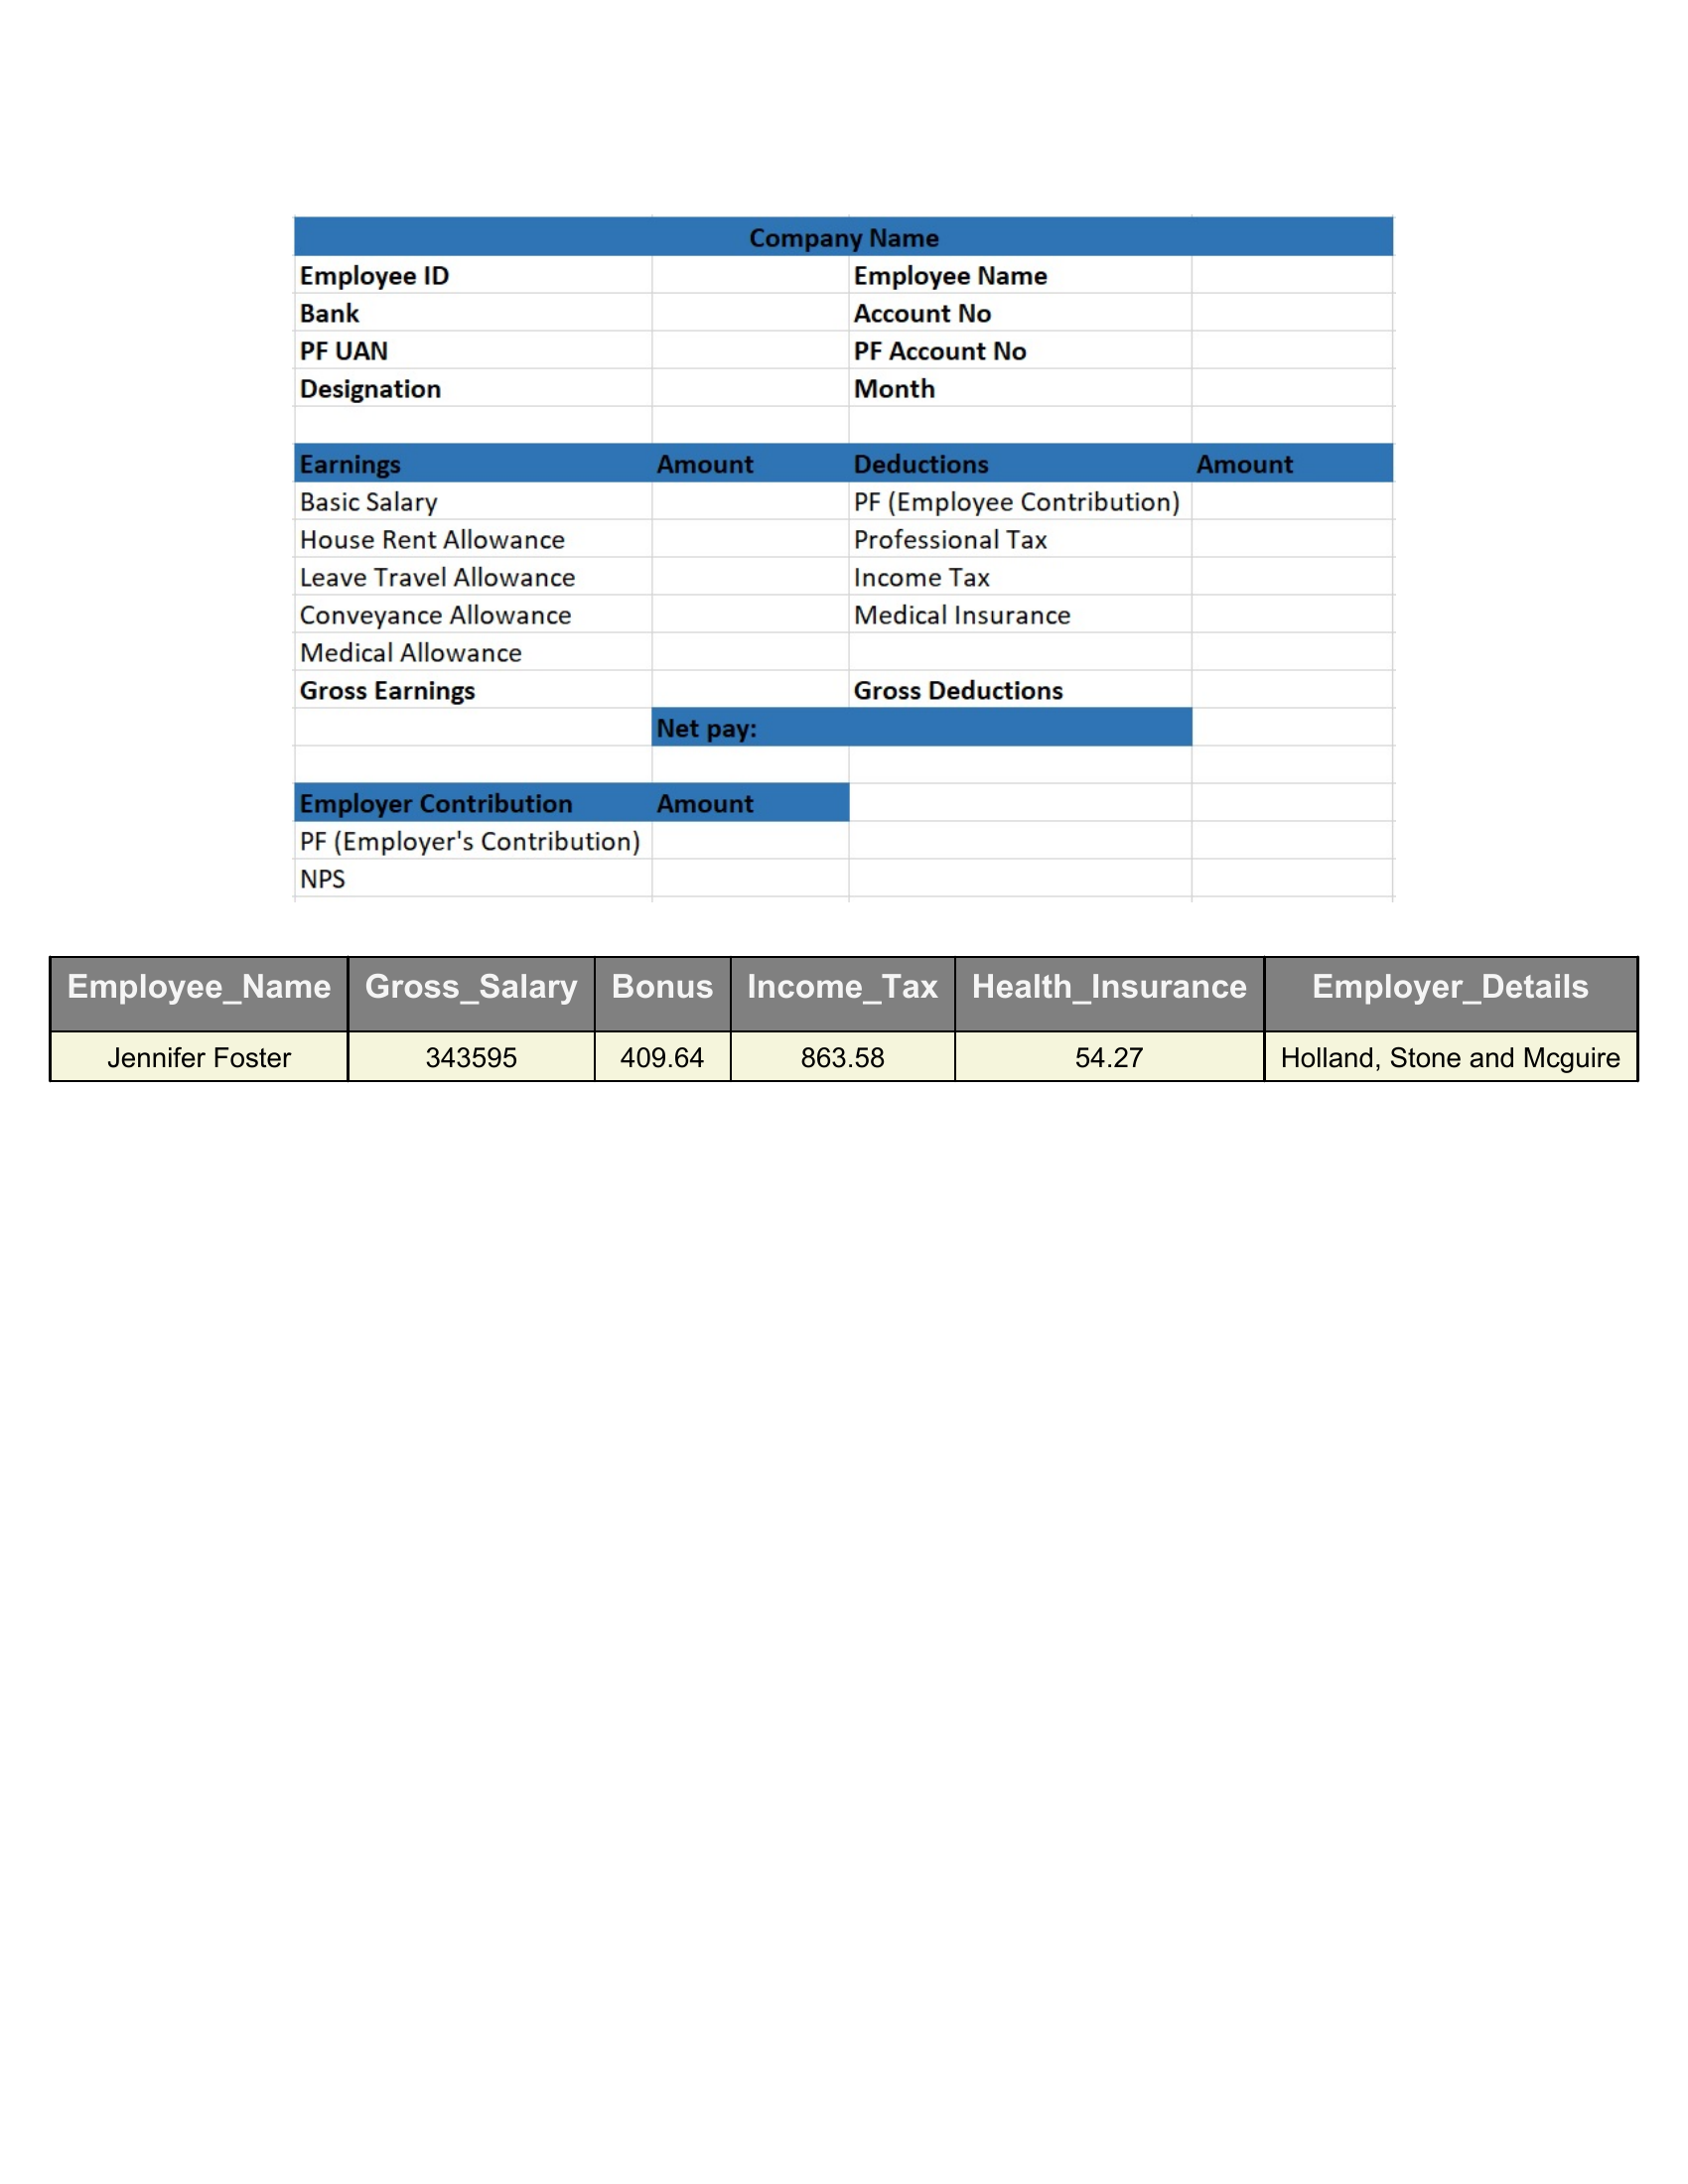 Company Name
Employee ID Employee Name
Bank Account No
PF UAN PF Account No
Designation Month
Earnings Amount Deductions Amount
Basic Salary PF (Employee Contribution)
House Rent Allowance Professional Tax
Leave Travel Allowance Income Tax
Conveyance Allowance Medical Insurance
Medical Allowance
Gross Earnings Gross Deductions
Net pay:
Employer Contribution Amount
PF (Employer's Contribution)
NPS
Employee_Name Gross_Salary Bonus Income_Tax Health_Insurance Employer_Details
Jennifer Foster 343595 409.64 863.58 54.27 Holland, Stone and Mcguire